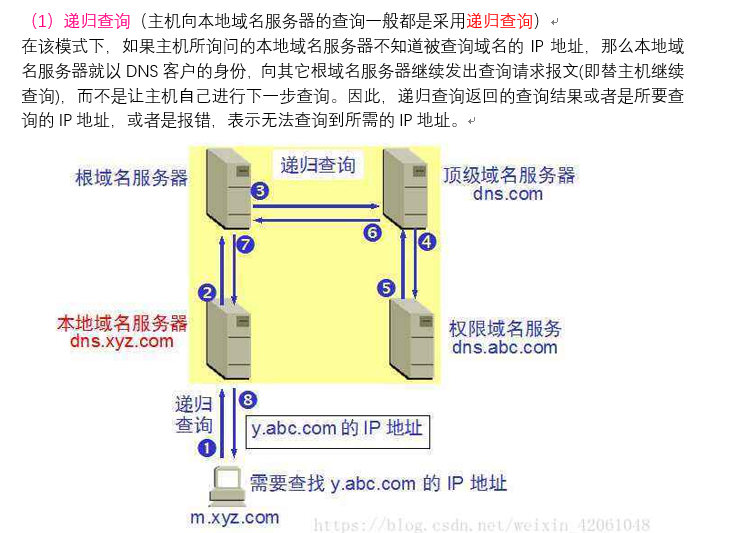 （1）递归查询（主机向本地域名服务器的查询一般都是采用递归查询）
在该模式下，如果主机所询问的本地域名服务器不知道被查询域名的 IP 地址，那么本地域
名服务器就以 DNS 客户的身份，向其它根域名服务器继续发出查询请求报文(即替主机继续
查询)，而不是让主机自己进行下一步查询。因此，递归查询返回的查询结果或者是所要查
询的 IP 地址，或者是报错，表示无法查询到所需的 IP 地址。
递归查询
根域名服务器
顶级域名服务器
dns.com
❸
❻
❼
❹
❷
❺
本地域名服务器
dns.xyz.com
权限域名服务
dns.abc.com
递归
查询
❶
❽
y.abc.com 的 IP 地址
需要查找 y.abc.com 的 IP 地址
m.xyz.com
https://blog.csdn.net/weixin_42061048